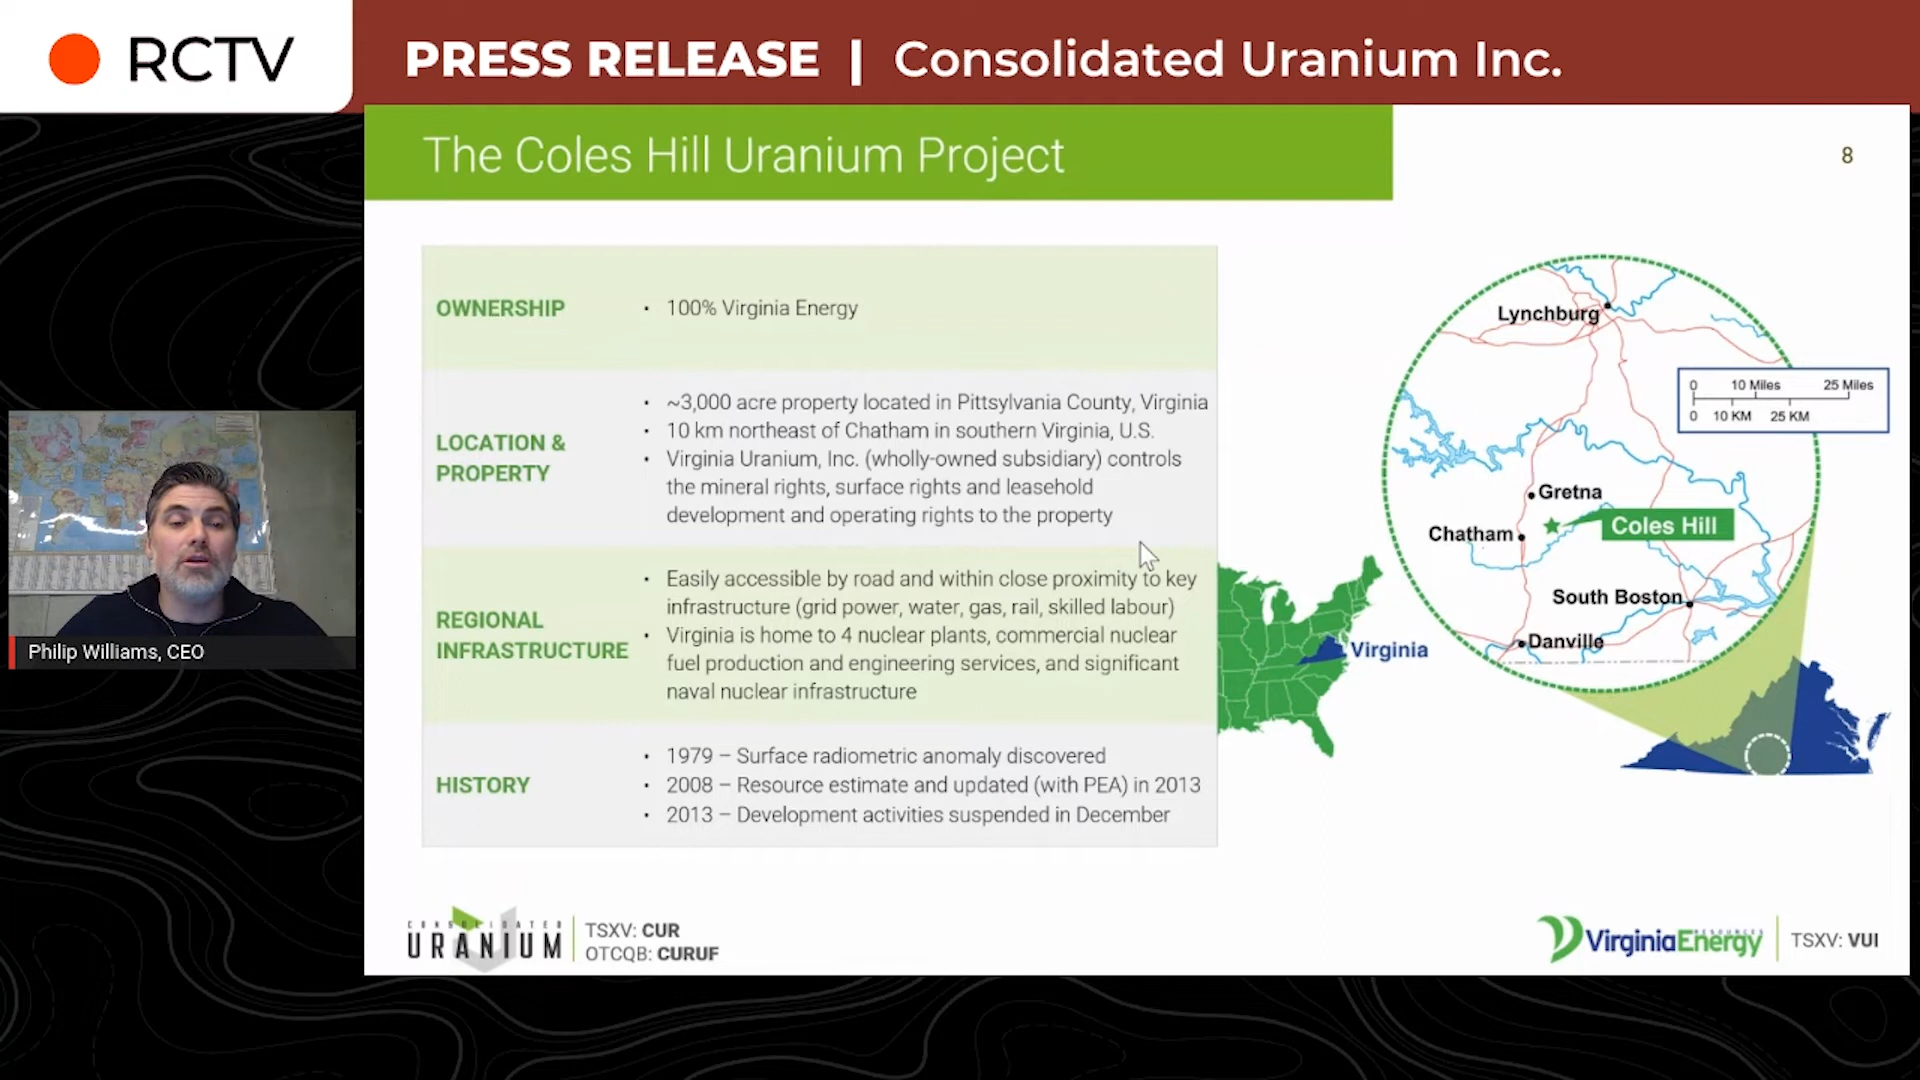 RCTV
PRESS RELEASE | Consolidated Uranium Inc.
The Coles Hill Uranium Project
8
OWNERSHIP
• 100% Virginia Energy
LOCATION &
PROPERTY
• ~3,000 acre property located in Pittsylvania County, Virginia
• 10 km northeast of Chatham in southern Virginia, U.S.
• Virginia Uranium, Inc. (wholly-owned subsidiary) controls
the mineral rights, surface rights and leasehold
development and operating rights to the property
REGIONAL
INFRASTRUCTURE
• Easily accessible by road and within close proximity to key
infrastructure (grid power, water, gas, rail, skilled labour)
• Virginia is home to 4 nuclear plants, commercial nuclear
fuel production and engineering services, and significant
naval nuclear infrastructure
HISTORY
• 1979 – Surface radiometric anomaly discovered
• 2008 – Resource estimate and updated (with PEA) in 2013
• 2013 – Development activities suspended in December
Lynchburg
0 10 Miles 25 Miles
0 10 KM 25 KM
Gretna
Coles Hill
Chatham
South Boston
Danville
Virginia
Philip Williams, CEO
CONSOLIDATED
URANIUM
TSXV: CUR
OTCQB: CURUF
RESOURCES
VirginiaEnergy
TSXV: VUI